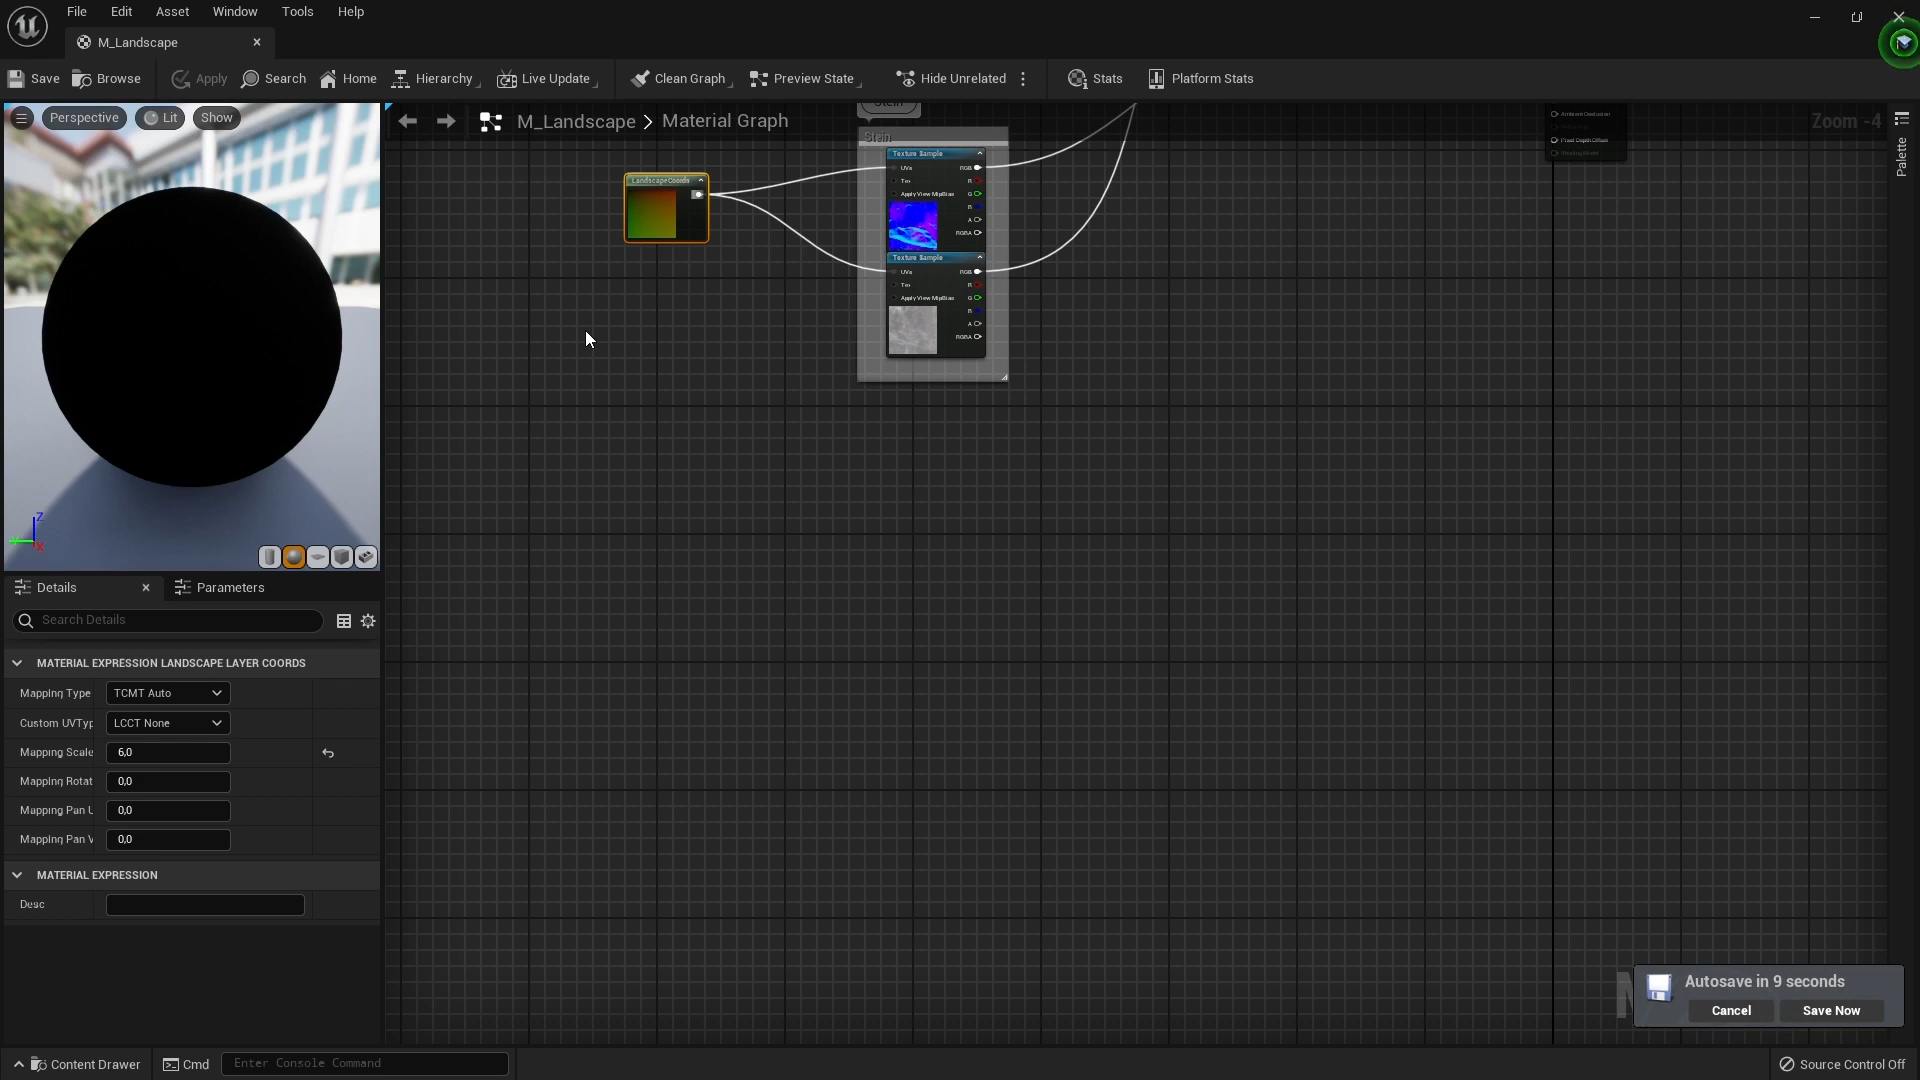 File Edit Asset Window Tools Help
M_Landscape
Save Browse Apply Search Home Hierarchy Live Update Clean Graph Preview State Hide Unrelated Stats Platform Stats
Perspective Lit Show
M_Landscape > Material Graph
Zoom -4
Palette
Stein
Stein
LandscapeCoords
Texture Sample
UVs RGB
Tex R
Apply View MipBias G
B
A
RGBA
Texture Sample
UVs RGB
Tex R
Apply View MipBias G
B
A
RGBA
Ambient Occlusion
Pixel Depth Offset
Shading Model
Z
X
Details Parameters
Search Details
MATERIAL EXPRESSION LANDSCAPE LAYER COORDS
Mapping Type TCMT Auto
Custom UVTyp LCCT None
Mapping Scale 6,0
Mapping Rotat 0,0
Mapping Pan U 0,0
Mapping Pan V 0,0
MATERIAL EXPRESSION
Desc
Autosave in 9 seconds
Cancel Save Now
Content Drawer Cmd Enter Console Command Source Control Off